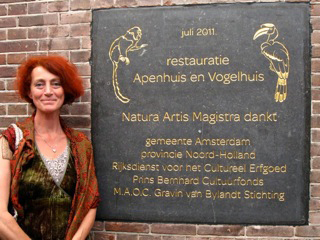 juli 2011.
restauratie
Apenhuis en Vogelhuis
Natura Artis Magistra dankt
gemeente Amsterdam
provincie Noord-Holland
Rijksdienst voor het Cultureel Erfgoed
Prins Bernhard Cultuurfonds
M.A.O.C. Gravin van Bylandt Stichting